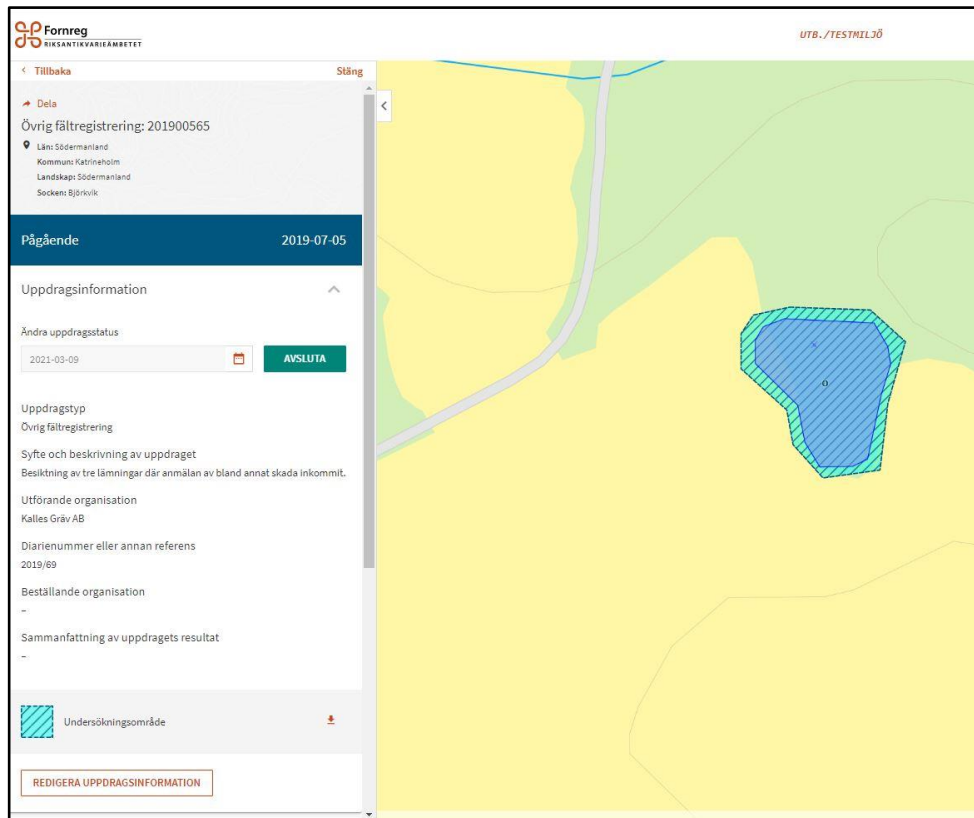 Fornreg
RIKSANTIKVARIEÄMBETET
UTB./TESTMILJÖ
Tillbaka
Stäng
Dela
Övrig fältregistrering: 201900565
Län: Södermanland
Kommun: Katrineholm
Landskap: Södermanland
Socken: Björkvik
Pågående 2019-07-05
Uppdragsinformation
Ändra uppdragsstatus
2021-03-09
AVSLUTA
Uppdragstyp
Övrig fältregistrering
Syfte och beskrivning av uppdraget
Besiktning av tre lämningar där anmälan av bland annat skada inkommit.
Utförande organisation
Kalles Gräv AB
Diarienummer eller annan referens
2019/69
Beställande organisation
–
Sammanfattning av uppdragets resultat
–
Undersökningsområde
REDIGERA UPPDRAGSINFORMATION